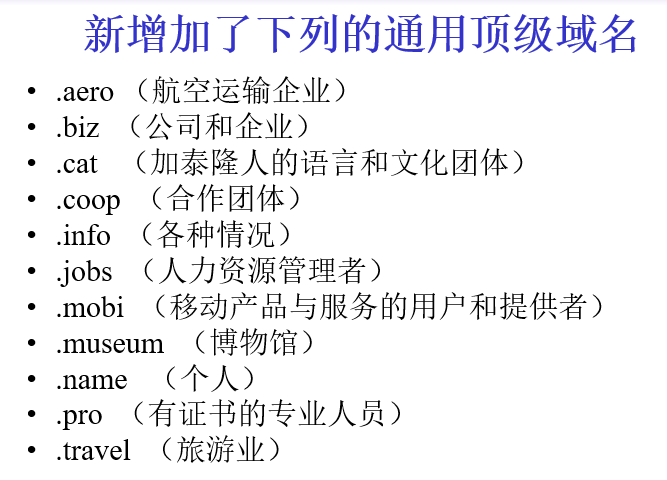 新增加了下列的通用顶级域名
• .aero （航空运输企业）
• .biz （公司和企业）
• .cat （加泰隆人的语言和文化团体）
• .coop （合作团体）
• .info （各种情况）
• .jobs （人力资源管理者）
• .mobi （移动产品与服务的用户和提供者）
• .museum （博物馆）
• .name （个人）
• .pro （有证书的专业人员）
• .travel （旅游业）